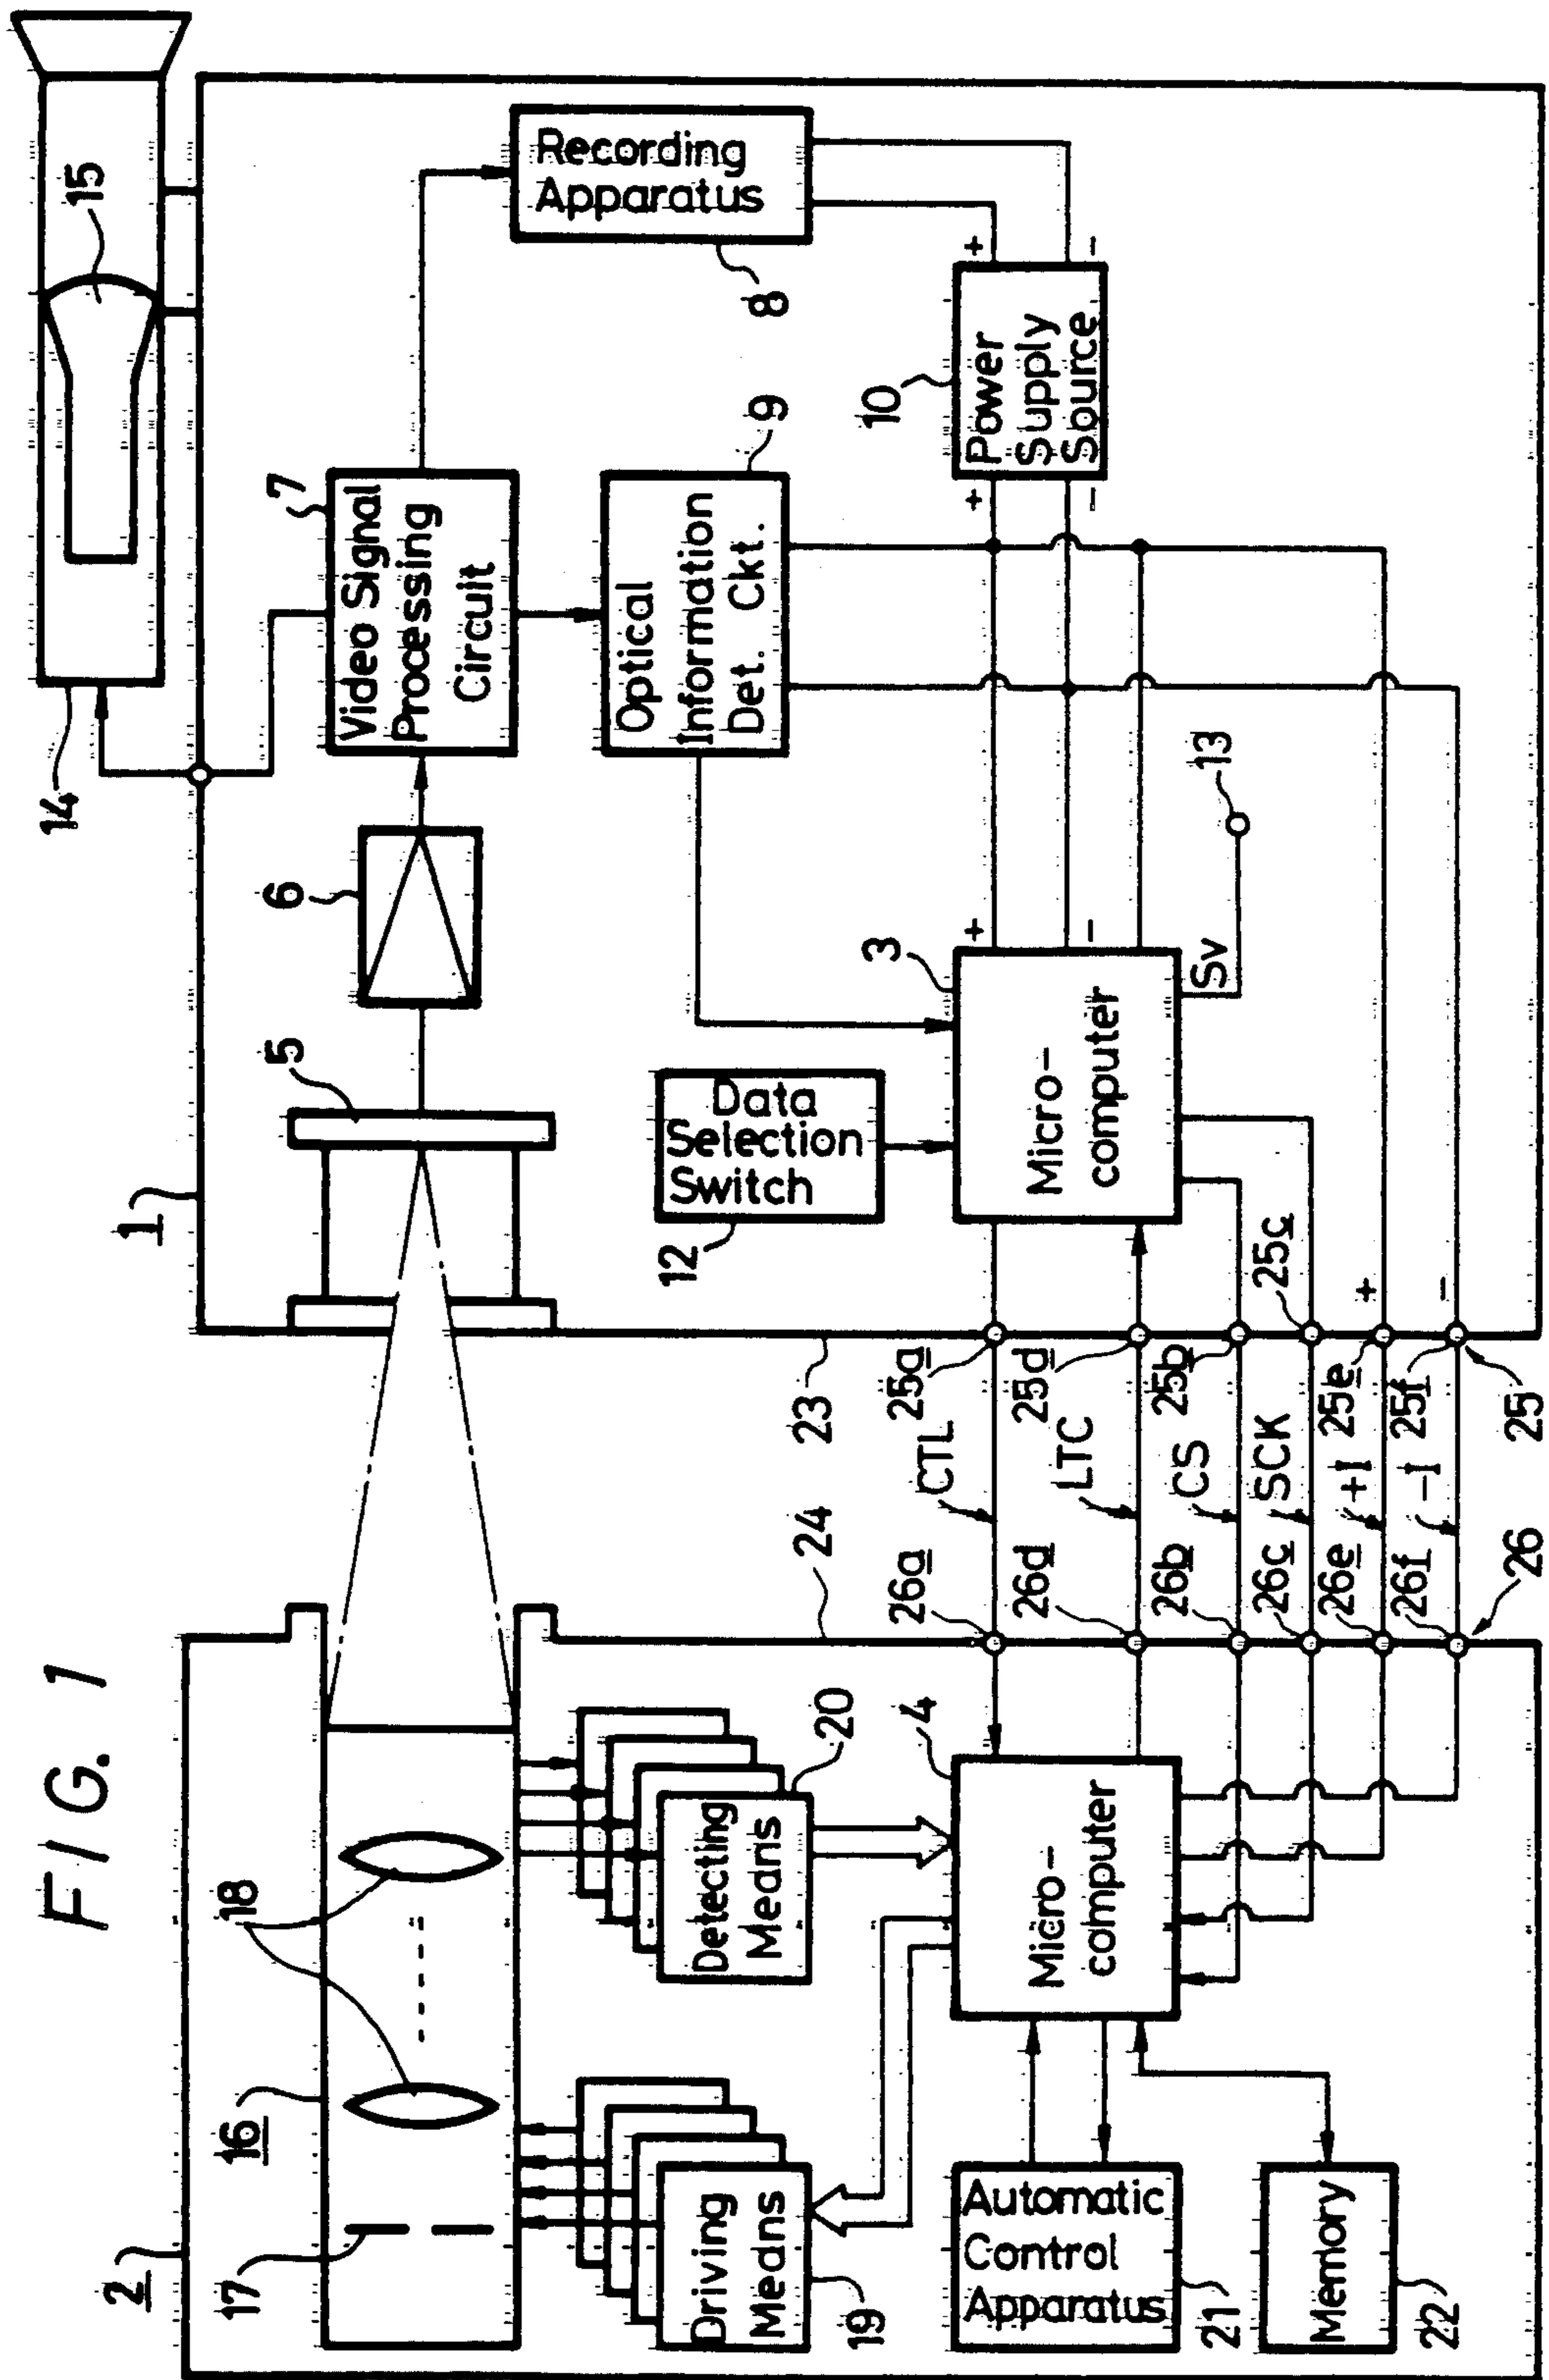 FIG. 1
2
16
17
18
1
5
6
7
14
15
Video Signal
Processing
Circuit
Recording
Apparatus
8
Optical
Information
Det. Ckt.
9
10
Power
Supply
Source
+
-
+
-
Driving
Means
19
Detecting
Means
20
24
23
Data
Selection
Switch
12
3
Micro-
computer
+
-
Sv
13
4
Micro-
computer
Automatic
Control
Apparatus
21
Memory
22
26a
CTL
25a
26d
LTC
25d
26b
CS
25b
26c
SCK
25c
26e
+I
25e
+
26f
-I
25f
-
26
25